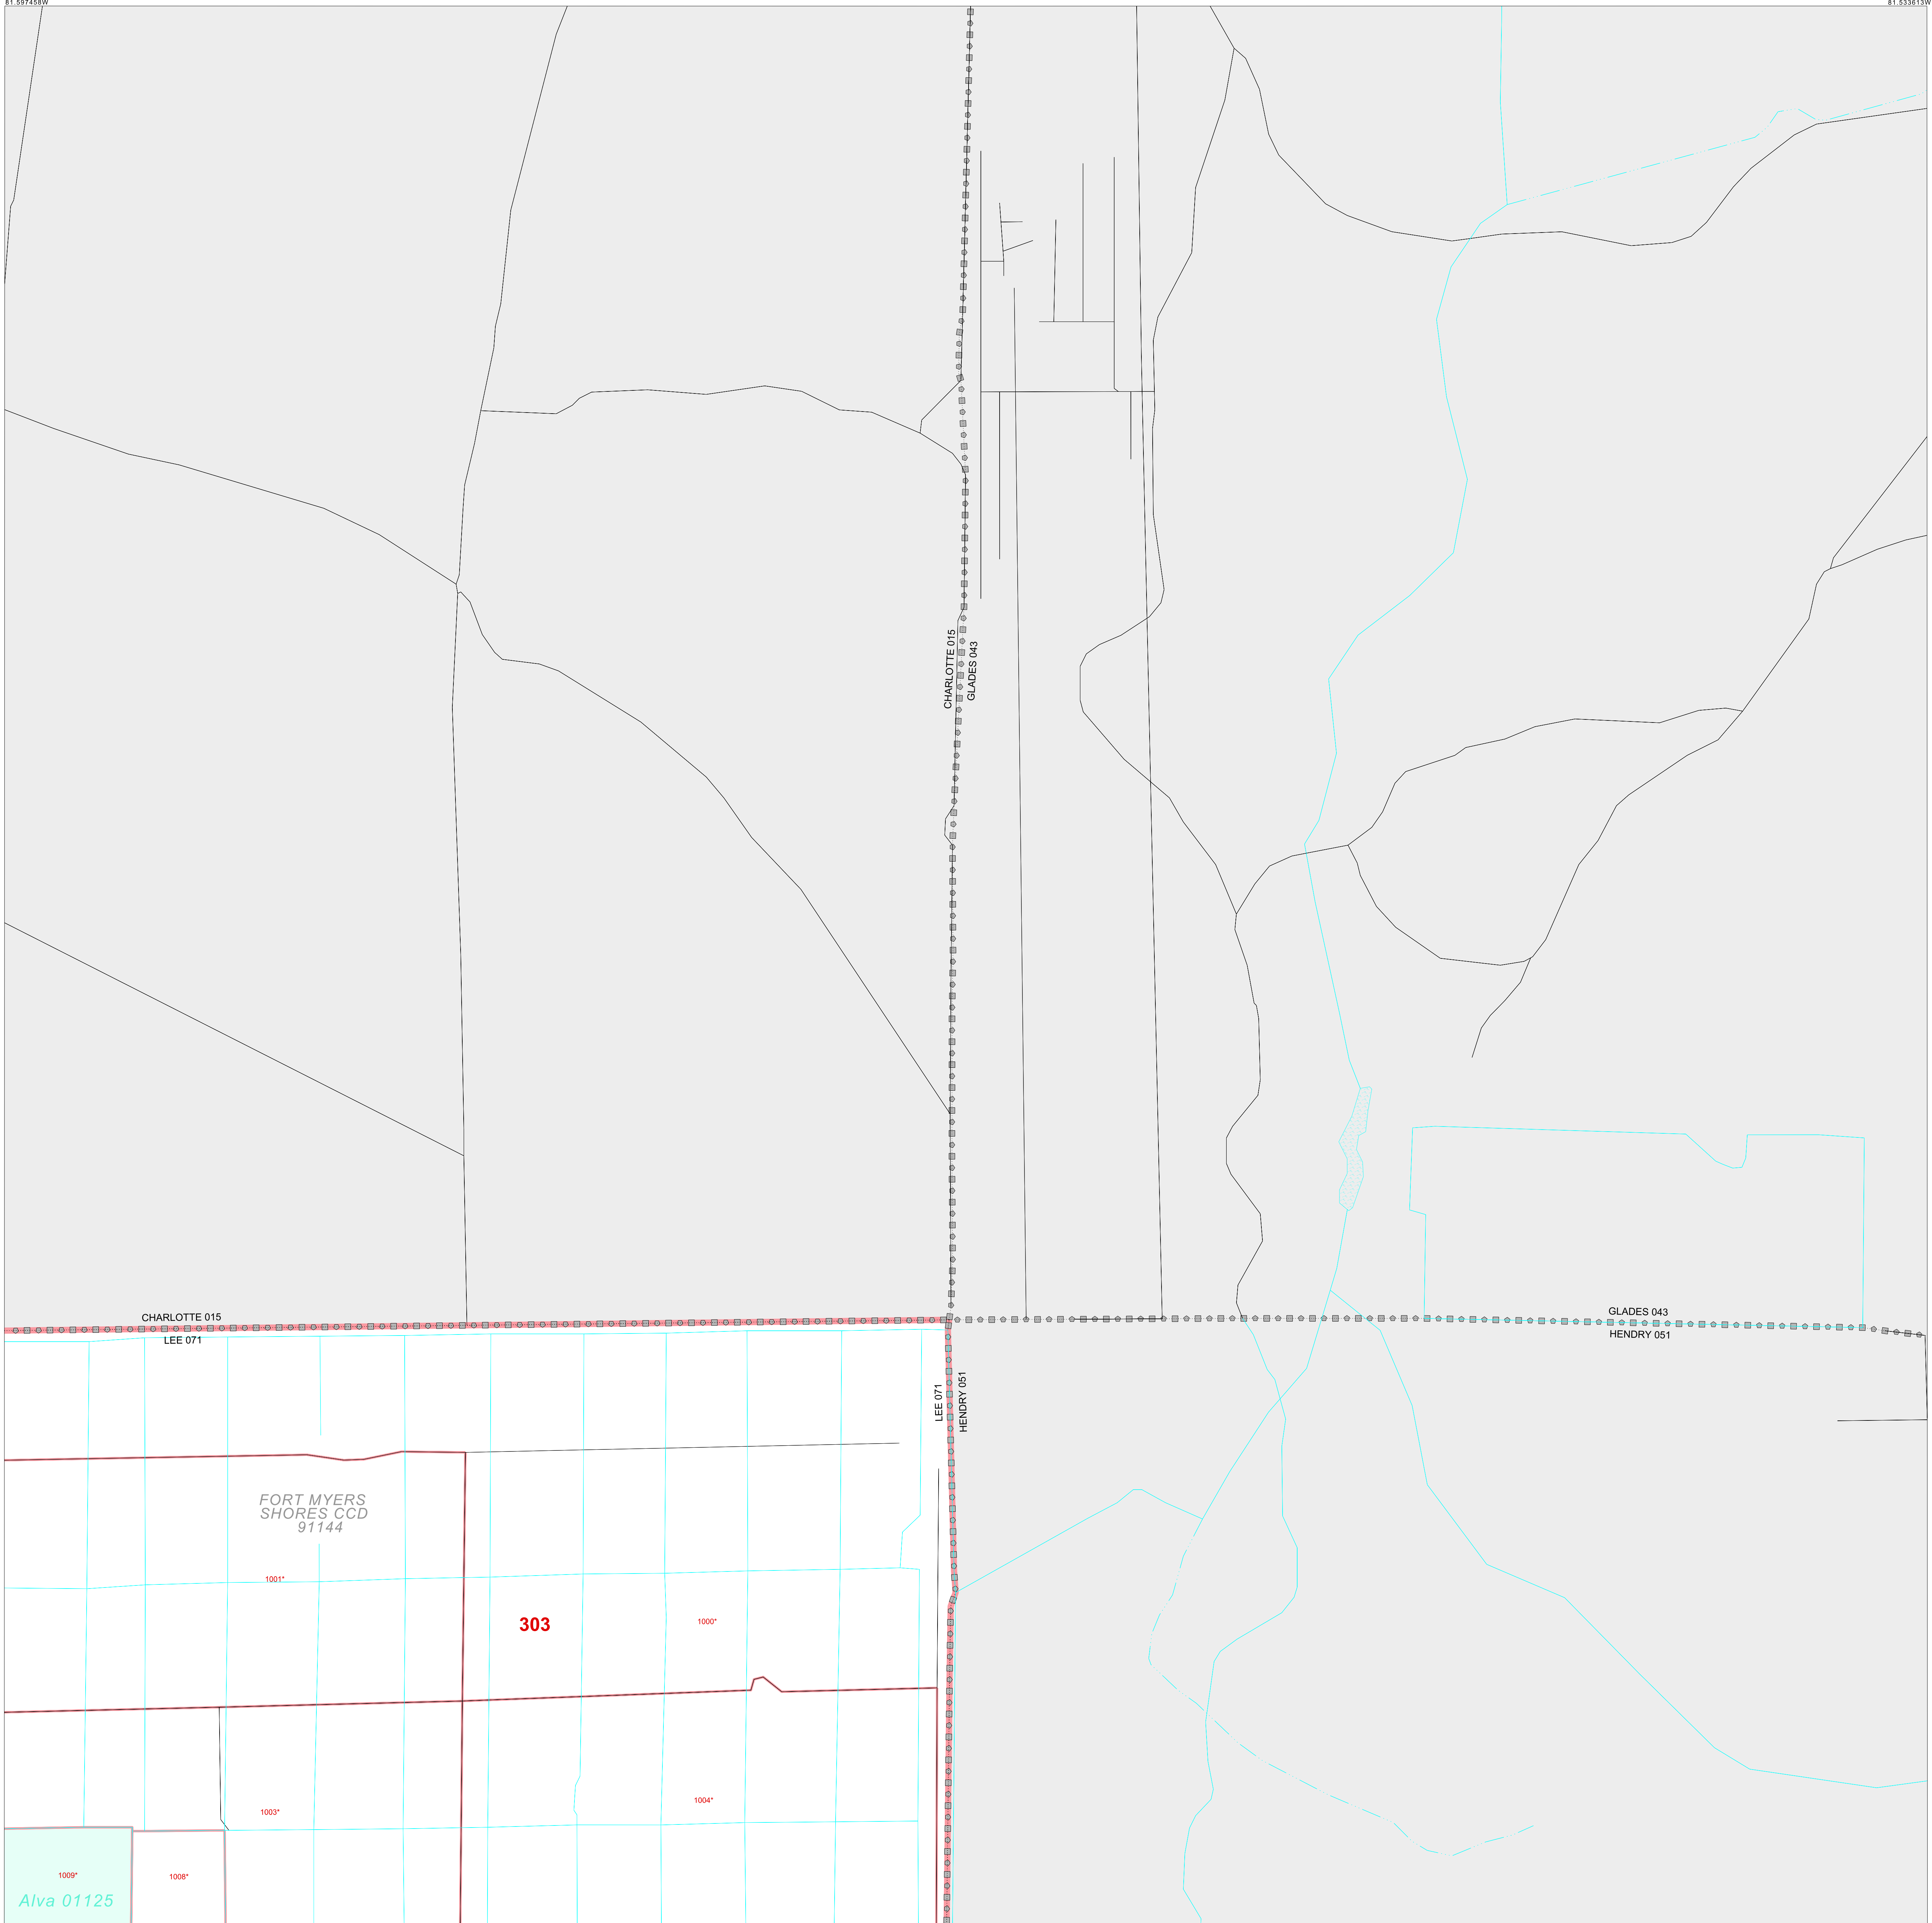 81.597458W
81.533613W
CHARLOTTE 015
GLADES 043
CHARLOTTE 015
LEE 071
GLADES 043
HENDRY 051
LEE 071
HENDRY 051
FORT MYERS
SHORES CCD
91144
1001*
303
1000*
1004*
1003*
1009*
1008*
Alva 01125